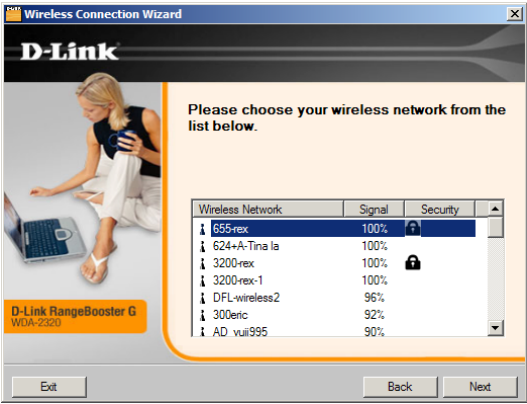 Wireless Connection Wizard
D-Link
Please choose your wireless network from the
list below.
Wireless Network Signal Security
655-rex 100%
624+A-Tina la 100%
3200-rex 100%
3200-rex-1 100%
DFL-wireless2 96%
300eric 92%
AD_yuii995 90%
D-Link RangeBooster G
WDA-2320
Exit Back Next